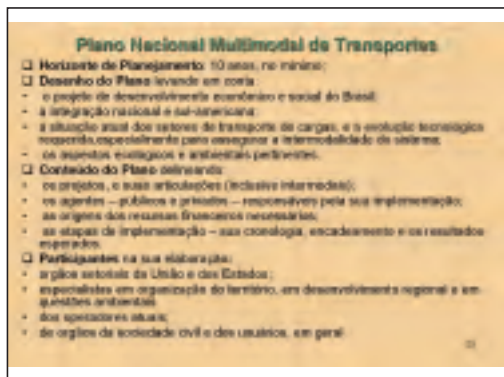 Plano Nacional Multimodal de Transportes
❑ Horizonte de Planejamento: 10 anos, no mínimo;
❑ Desenho do Plano levando em conta:
• o projeto de desenvolvimento econômico e social do Brasil;
• a integração nacional e sul-americana;
• a situação atual dos setores de transporte de cargas, e a evolução tecnológica
requerida, especialmente para assegurar a intermodalidade do sistema;
• os aspectos ecológicos e ambientais pertinentes.
❑ Conteúdo do Plano delineando:
• os projetos, e suas articulações (inclusive intermodais);
• os agentes – públicos e privados – responsáveis pela sua implementação;
• as origens dos recursos financeiros necessários;
• as etapas de implementação – sua cronologia, encadeamento e os resultados
esperados.
❑ Participantes na sua elaboração:
• orgãos setoriais da União e dos Estados;
• especialistas em organização do território, em desenvolvimento regional e em
questões ambientais
• dos operadores atuais;
• de orgãos da sociedade civil e dos usuários, em geral